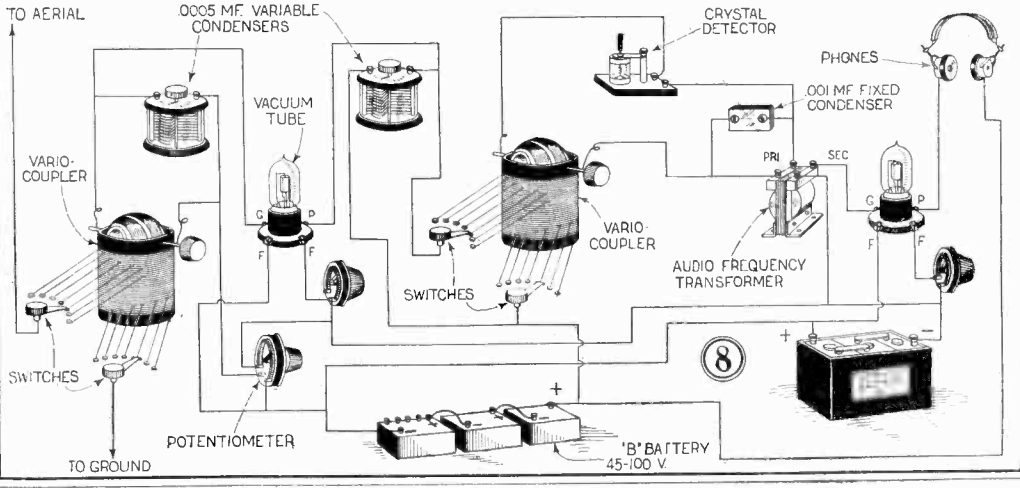 TO AERIAL
.0005 MF. VARIABLE
CONDENSERS
CRYSTAL
DETECTOR
PHONES
.001 MF FIXED
CONDENSER
VACUUM
TUBE
VARIO-
COUPLER
PRI
SEC
G
P
F
F
G
P
F
F
VARIO-
COUPLER
SWITCHES
AUDIO FREQUENCY
TRANSFORMER
SWITCHES
8
+
-
POTENTIOMETER
+
"B" BATTERY
45-100 V.
TO GROUND